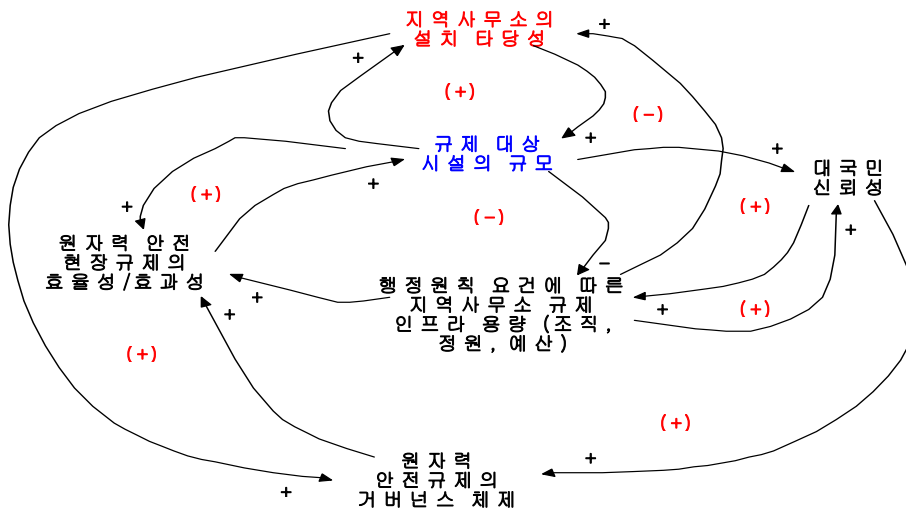 지역사무소의
설치 타당성
+
+
(+)
(-)
+
규제 대상
시설의 규모
+
+
대국민
신뢰성
(+)
+
(-)
(+)
+
원자력 안전
현장규제의
효율성/효과성
-
행정원칙 요건에 따른
지역사무소 규제
인프라 용량 (조직,
정원, 예산)
+
+
+
(+)
(+)
(+)
+
원자력
안전규제의
거버넌스 체제
+